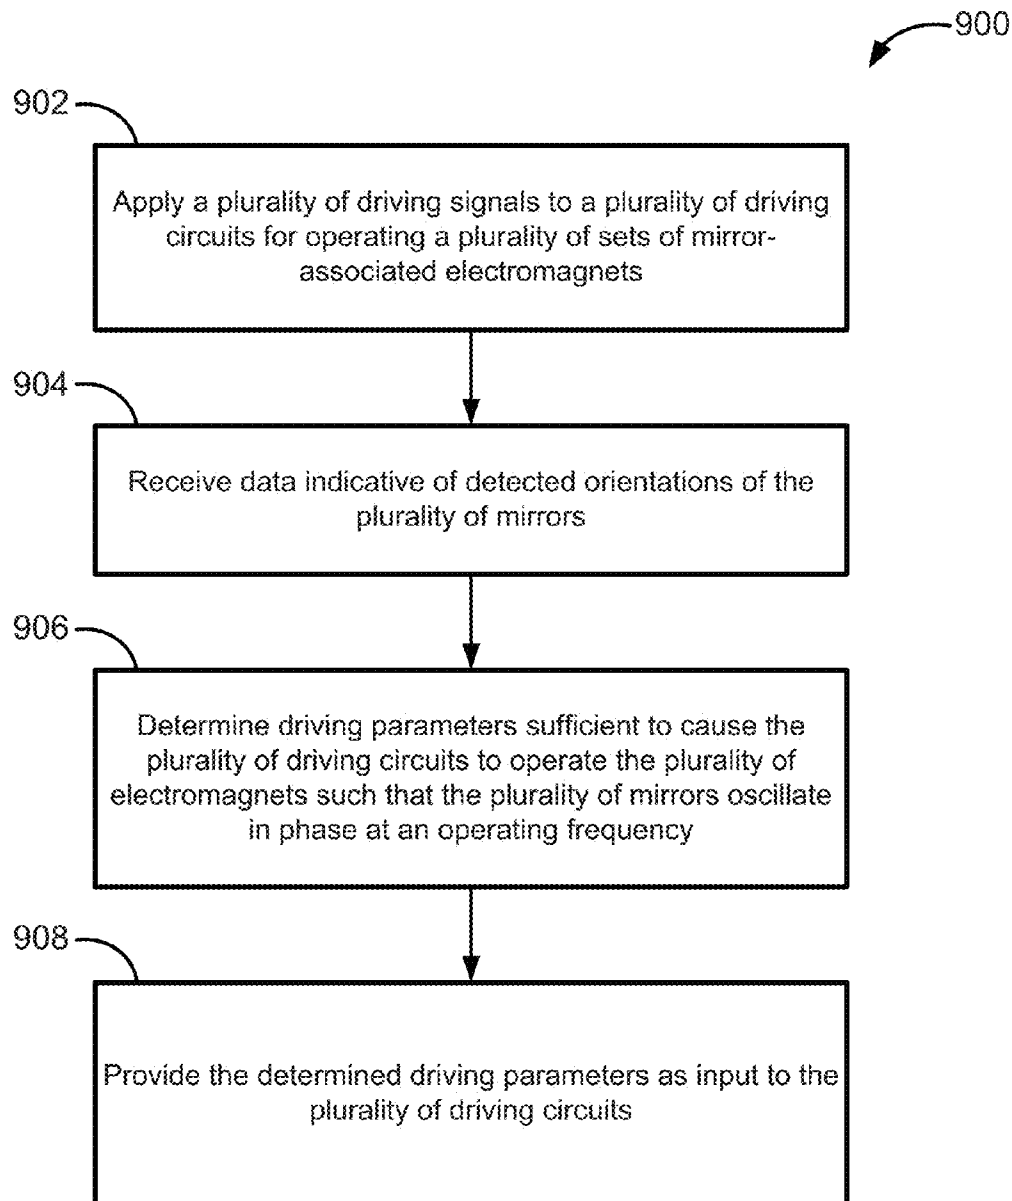 900
902
Apply a plurality of driving signals to a plurality of driving
circuits for operating a plurality of sets of mirror-
associated electromagnets
904
Receive data indicative of detected orientations of the
plurality of mirrors
906
Determine driving parameters sufficient to cause the
plurality of driving circuits to operate the plurality of
electromagnets such that the plurality of mirrors oscillate
in phase at an operating frequency
908
Provide the determined driving parameters as input to the
plurality of driving circuits